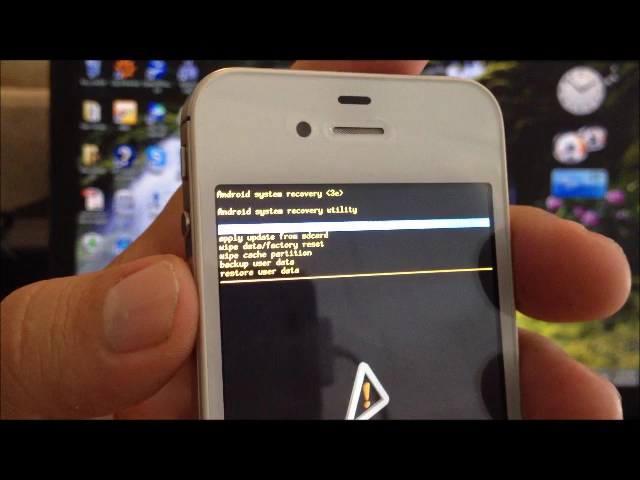 Android system recovery <3e>
Android system recovery utility
apply update from sdcard
wipe data/factory reset
wipe cache partition
backup user data
restore user data